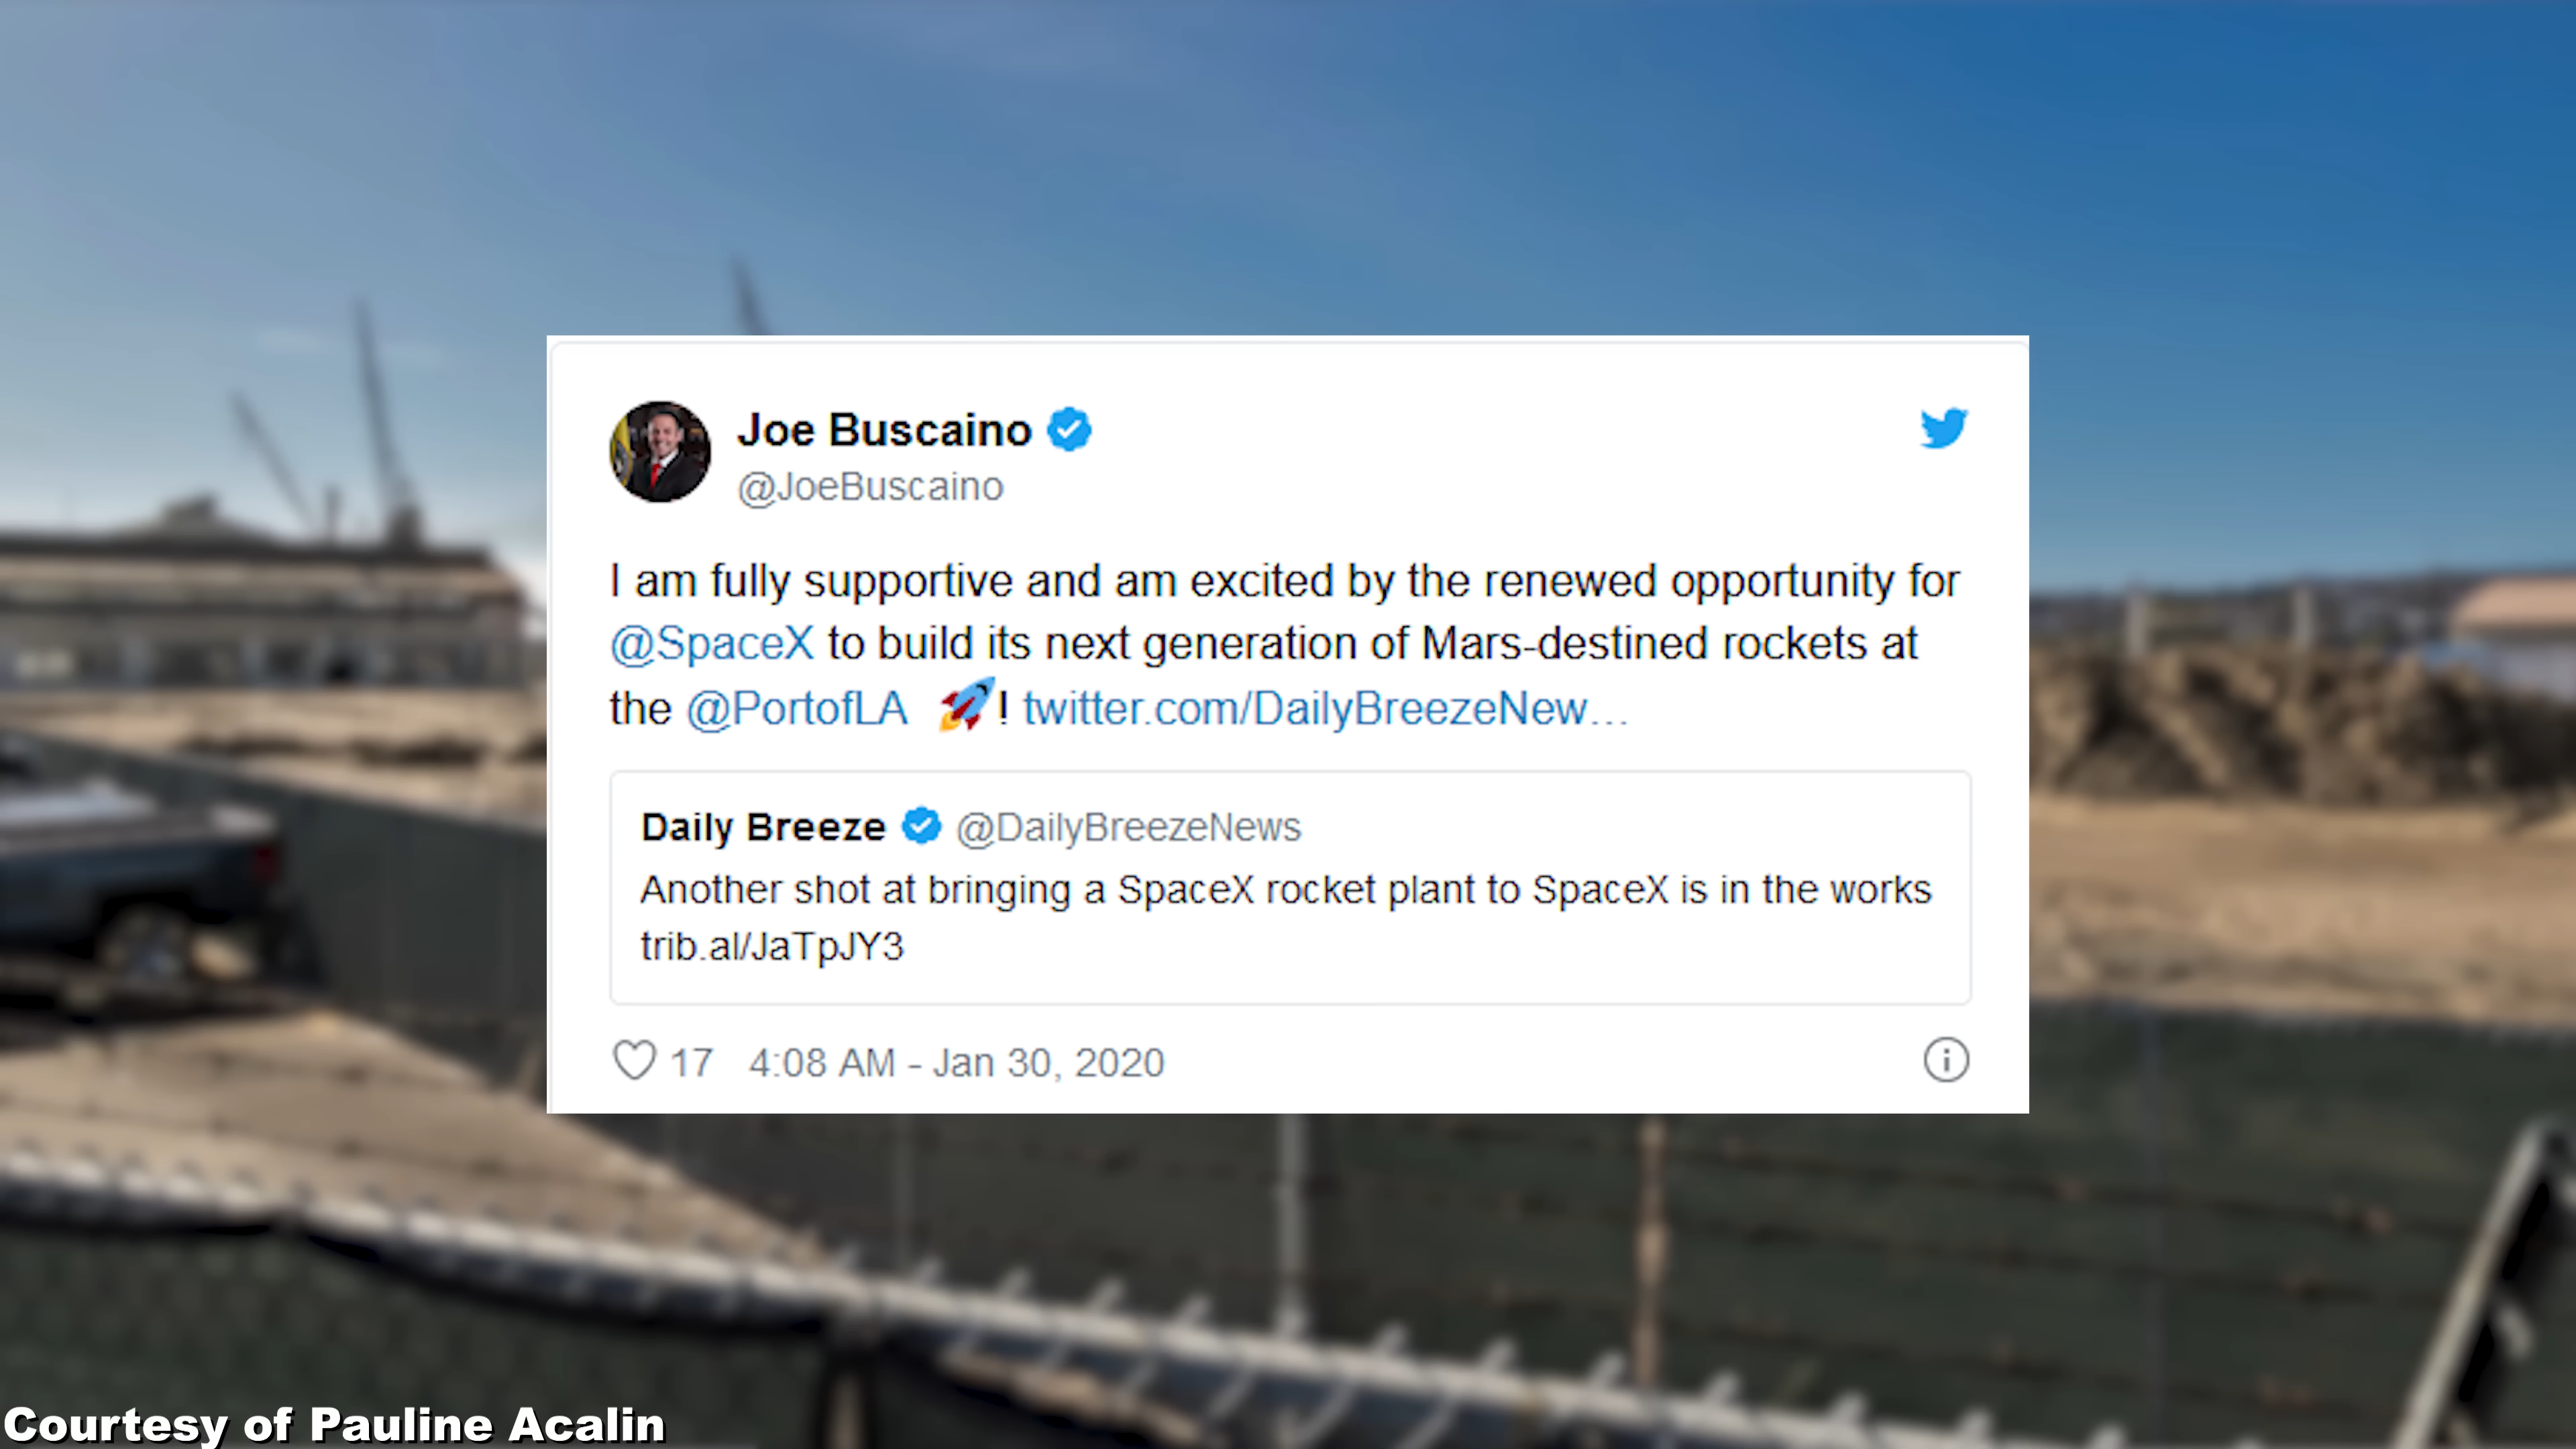 Joe Buscaino
@JoeBuscaino
I am fully supportive and am excited by the renewed opportunity for
@SpaceX to build its next generation of Mars-destined rockets at
the @PortofLA 🚀! twitter.com/DailyBreezeNew…
Daily Breeze @DailyBreezeNews
Another shot at bringing a SpaceX rocket plant to SpaceX is in the works
trib.al/JaTpJY3
17 4:08 AM - Jan 30, 2020
Courtesy of Pauline Acalin